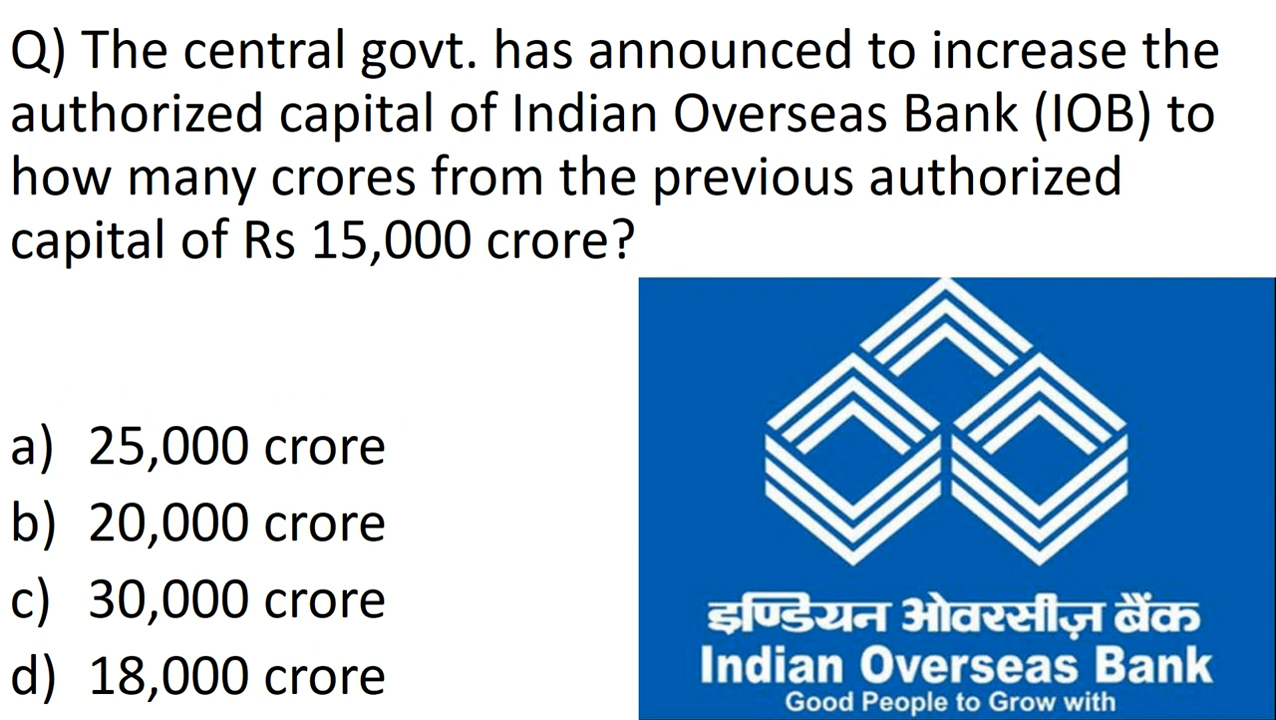 Q) The central govt. has announced to increase the
authorized capital of Indian Overseas Bank (IOB) to
how many crores from the previous authorized
capital of Rs 15,000 crore?
a) 25,000 crore
b) 20,000 crore
c) 30,000 crore
d) 18,000 crore
इण्डियन ओवरसीज़ बैंक
Indian Overseas Bank
Good People to Grow with